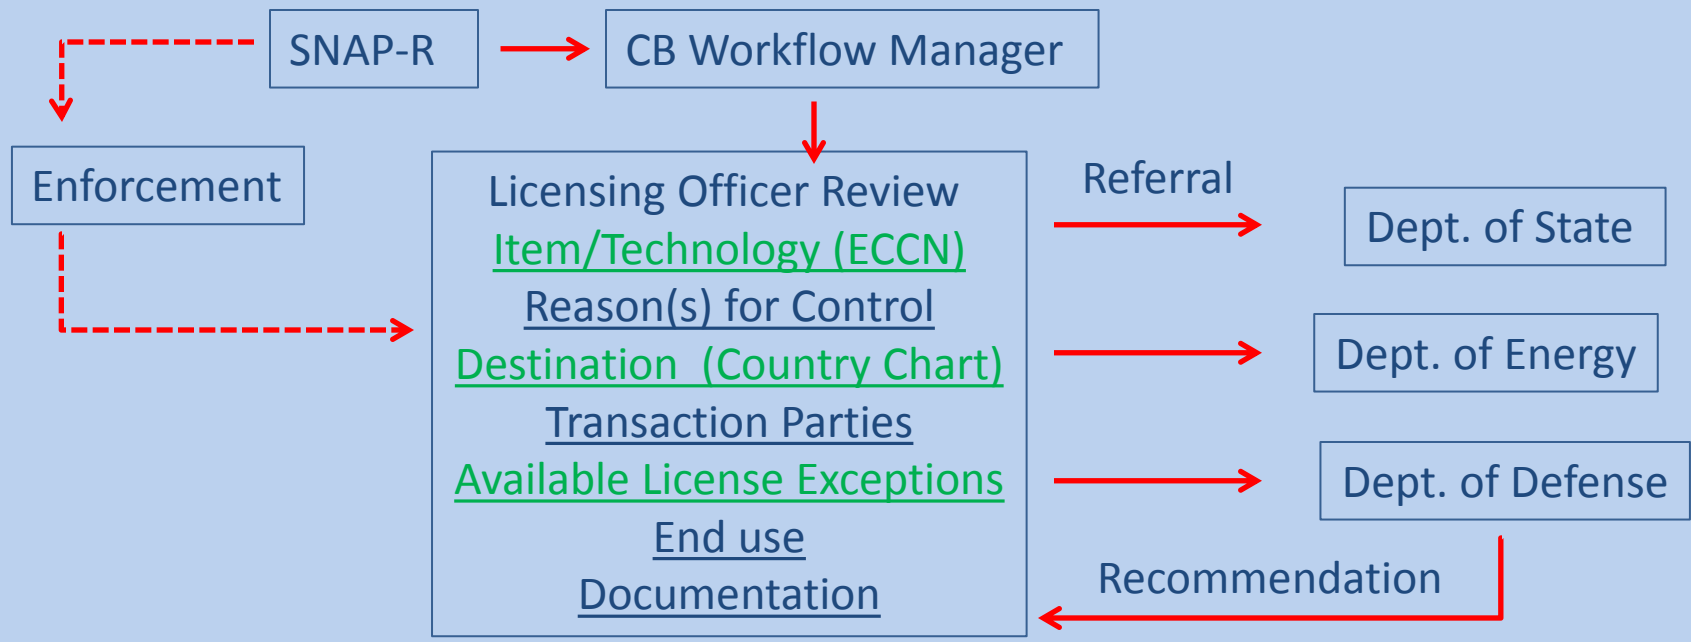 SNAP-R
CB Workflow Manager
Enforcement
Licensing Officer Review
Item/Technology (ECCN)
Reason(s) for Control
Destination (Country Chart)
Transaction Parties
Available License Exceptions
End use
Documentation
Referral
Dept. of State
Dept. of Energy
Dept. of Defense
Recommendation